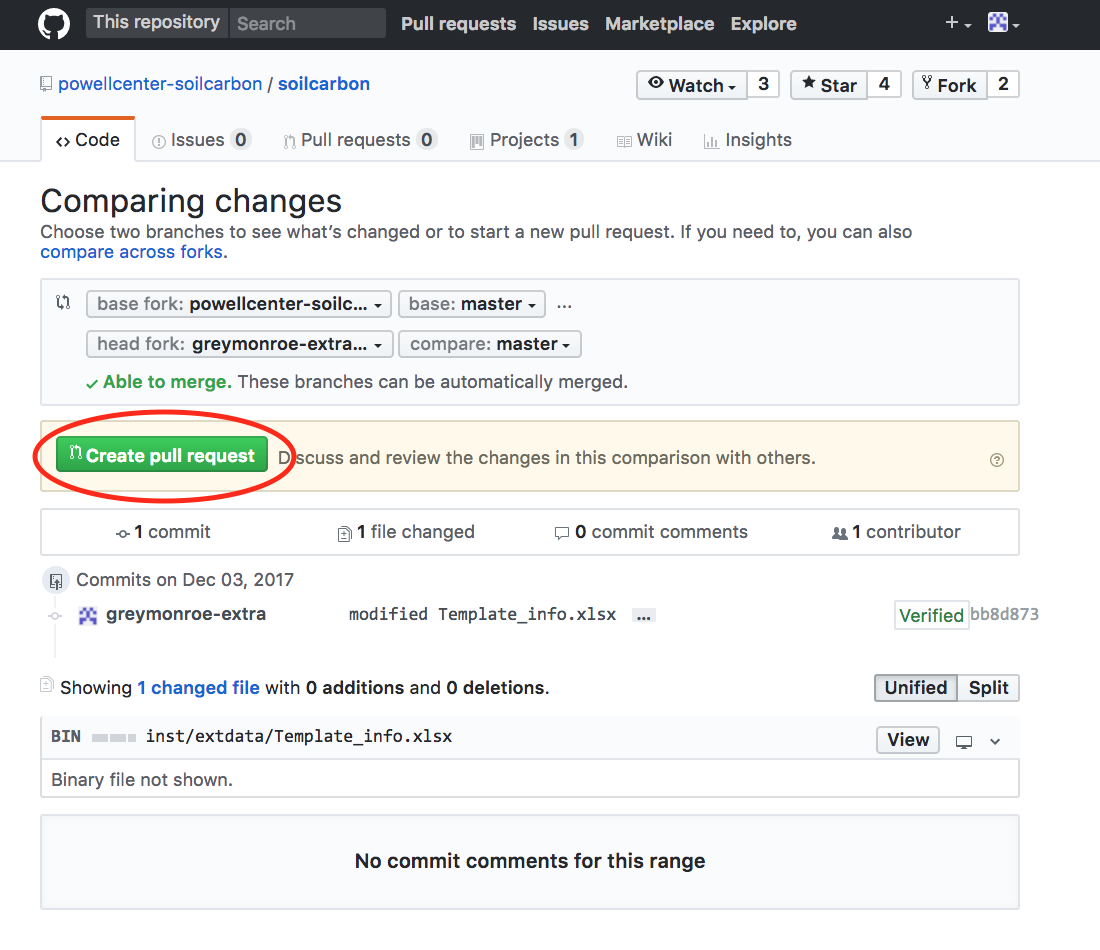 This repository Search Pull requests Issues Marketplace Explore
powellcenter-soilcarbon / soilcarbon Watch 3 Star 4 Fork 2
Code Issues 0 Pull requests 0 Projects 1 Wiki Insights
Comparing changes
Choose two branches to see what’s changed or to start a new pull request. If you need to, you can also
compare across forks.
base fork: powellcenter-soilc... base: master ...
head fork: greymonroe-extra... compare: master
Able to merge. These branches can be automatically merged.
Create pull request Discuss and review the changes in this comparison with others.
1 commit 1 file changed 0 commit comments 1 contributor
Commits on Dec 03, 2017
greymonroe-extra modified Template_info.xlsx ... Verified bb8d873
Showing 1 changed file with 0 additions and 0 deletions. Unified Split
BIN inst/extdata/Template_info.xlsx View
Binary file not shown.
No commit comments for this range